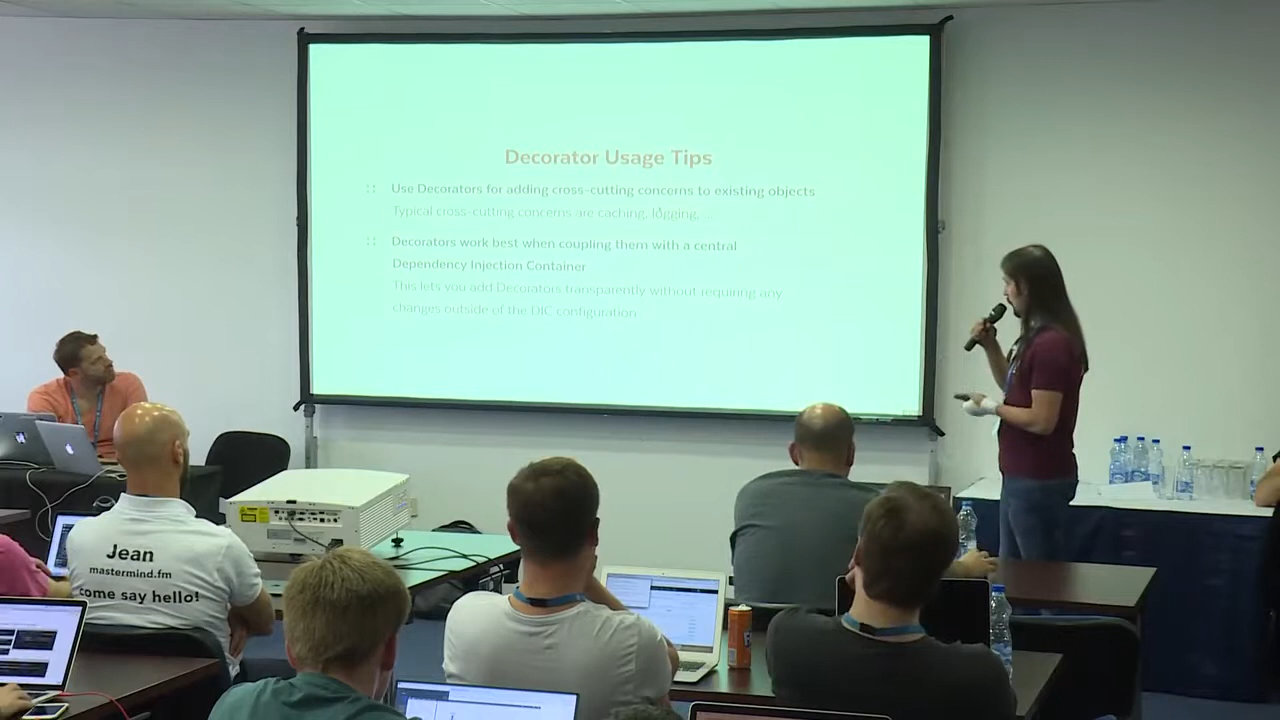 Decorator Usage Tips
:: Use Decorators for adding cross-cutting concerns to existing objects
Typical cross-cutting concerns are caching, logging, ...
:: Decorators work best when coupling them with a central
Dependency Injection Container
This lets you add Decorators transparently without requiring any
changes outside of the DIC configuration.
Jean
mastermind.fm
come say hello!